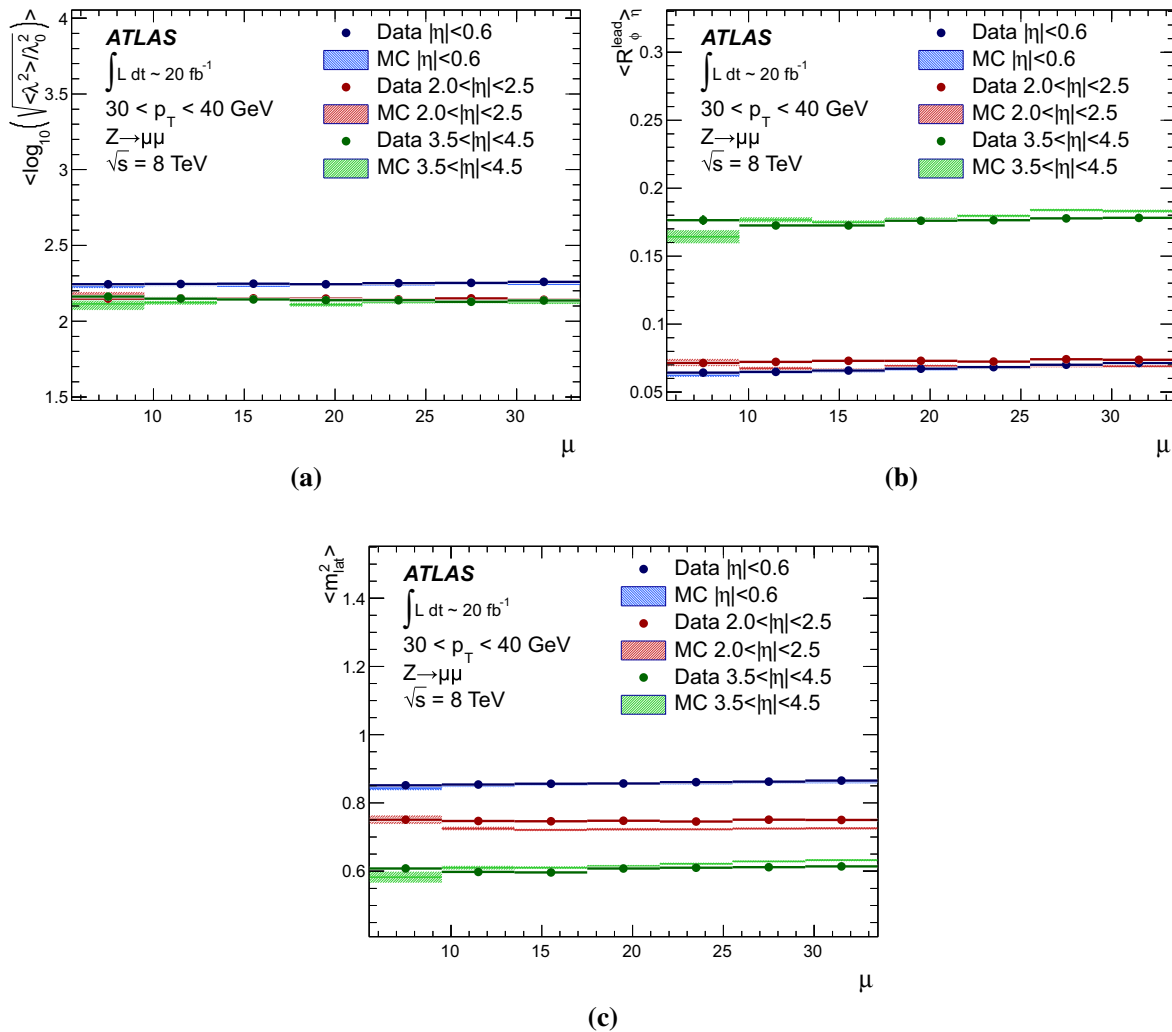 <log₁₀{√<λ²>/λ₀²}>
4
3.5
3
2.5
2
1.5
ATLAS
∫L dt ~ 20 fb⁻¹
30 < p_T < 40 GeV
Z→μμ
√s = 8 TeV
Data |η|<0.6
MC |η|<0.6
Data 2.0<|η|<2.5
MC 2.0<|η|<2.5
Data 3.5<|η|<4.5
MC 3.5<|η|<4.5
10 15 20 25 30
μ
(a)
<R_ϕ^lead>_η
0.3
0.25
0.2
0.15
0.1
0.05
ATLAS
∫L dt ~ 20 fb⁻¹
30 < p_T < 40 GeV
Z→μμ
√s = 8 TeV
Data |η|<0.6
MC |η|<0.6
Data 2.0<|η|<2.5
MC 2.0<|η|<2.5
Data 3.5<|η|<4.5
MC 3.5<|η|<4.5
10 15 20 25 30
μ
(b)
<m²_lat>
1.4
1.2
1
0.8
0.6
ATLAS
∫L dt ~ 20 fb⁻¹
30 < p_T < 40 GeV
Z→μμ
√s = 8 TeV
Data |η|<0.6
MC |η|<0.6
Data 2.0<|η|<2.5
MC 2.0<|η|<2.5
Data 3.5<|η|<4.5
MC 3.5<|η|<4.5
10 15 20 25 30
μ
(c)